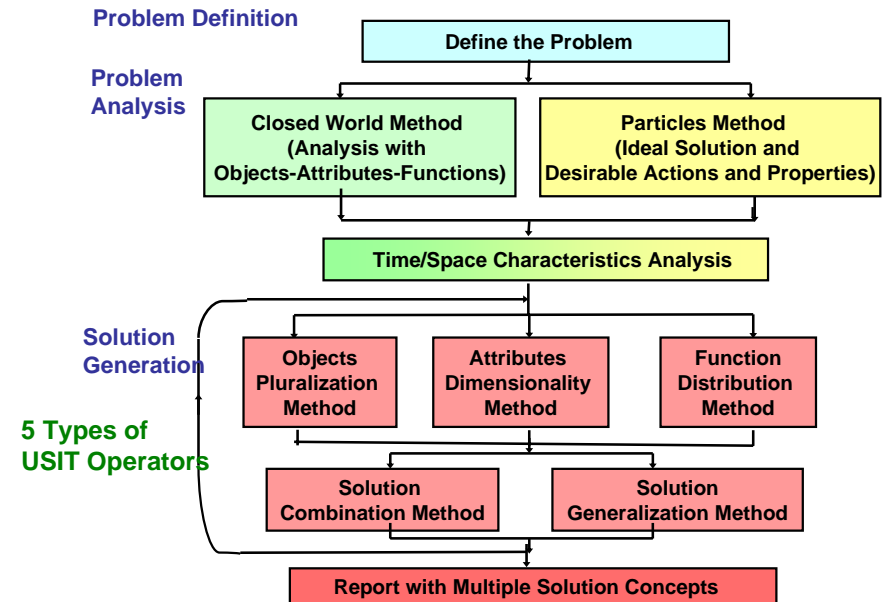 Problem Definition
Define the Problem
Problem
Analysis
Closed World Method
(Analysis with
Objects-Attributes-Functions)
Particles Method
(Ideal Solution and
Desirable Actions and Properties)
Time/Space Characteristics Analysis
Solution
Generation
Objects
Pluralization
Method
Attributes
Dimensionality
Method
Function
Distribution
Method
5 Types of
USIT Operators
Solution
Combination Method
Solution
Generalization Method
Report with Multiple Solution Concepts